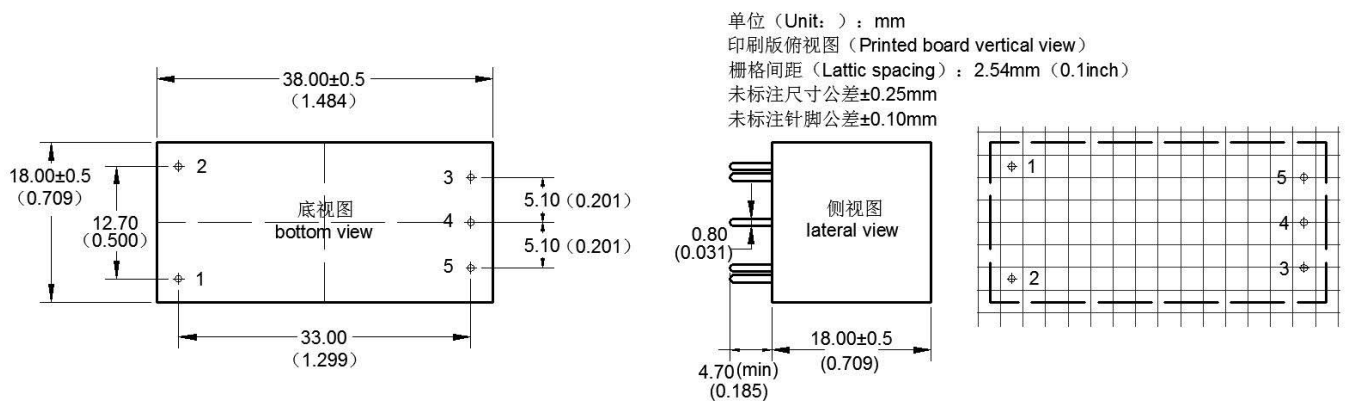 单位（Unit: ）: mm
印刷版俯视图（Printed board vertical view）
栅格间距（Lattic spacing）: 2.54mm（0.1inch）
未标注尺寸公差±0.25mm
未标注针脚公差±0.10mm
38.00±0.5
（1.484）
18.00±0.5
（0.709）
12.70
(0.500)
2
1
底视图
bottom view
3
4
5
5.10（0.201）
5.10（0.201）
33.00
（1.299）
0.80
(0.031)
侧视图
lateral view
18.00±0.5
(0.709)
4.70(min)
(0.185)
1
2
5
4
3